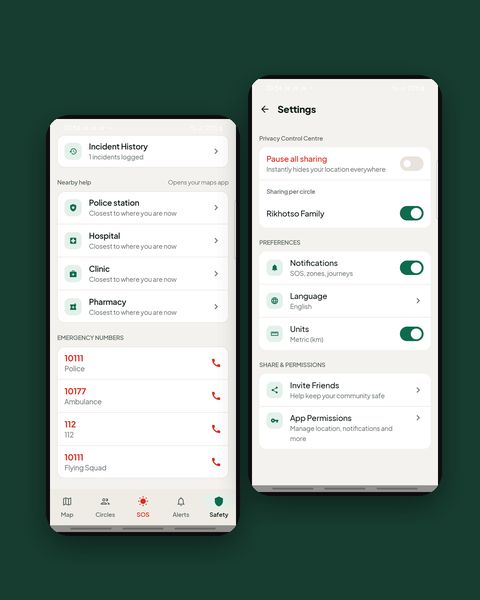 Incident History
1 incidents logged
Nearby help
Opens your maps app
Police station
Closest to where you are now
Hospital
Closest to where you are now
Clinic
Closest to where you are now
Pharmacy
Closest to where you are now
EMERGENCY NUMBERS
10111
Police
10177
Ambulance
112
112
10111
Flying Squad
Map
Circles
SOS
Alerts
Safety
Settings
Privacy Control Centre
Pause all sharing
Instantly hides your location everywhere
Sharing per circle
Rikhotso Family
PREFERENCES
Notifications
SOS, zones, journeys
Language
English
Units
Metric (km)
SHARE & PERMISSIONS
Invite Friends
Help keep your community safe
App Permissions
Manage location, notifications and
more